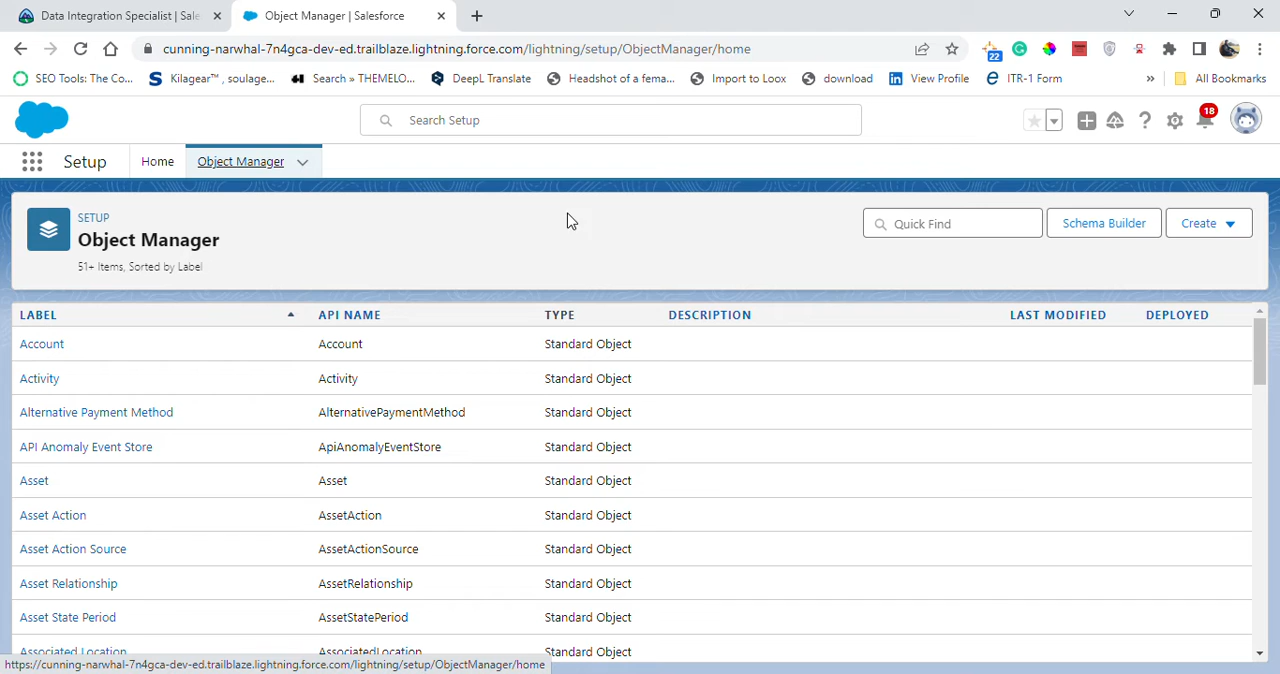 Data Integration Specialist | Sale
Object Manager | Salesforce
cunning-narwhal-7n4gca-dev-ed.trailblaze.lightning.force.com/lightning/setup/ObjectManager/home
22
SEO Tools: The Co...
Kilagear™, soulage...
Search » THEMELO...
DeepL Translate
Headshot of a fema...
Import to Loox
download
View Profile
ITR-1 Form
»
All Bookmarks
Search Setup
18
Setup
Home
Object Manager
SETUP
Object Manager
51+ Items, Sorted by Label
Quick Find
Schema Builder
Create
LABEL API NAME TYPE DESCRIPTION LAST MODIFIED DEPLOYED
Account Account Standard Object
Activity Activity Standard Object
Alternative Payment Method AlternativePaymentMethod Standard Object
API Anomaly Event Store ApiAnomalyEventStore Standard Object
Asset Asset Standard Object
Asset Action AssetAction Standard Object
Asset Action Source AssetActionSource Standard Object
Asset Relationship AssetRelationship Standard Object
Asset State Period AssetStatePeriod Standard Object
Associated Location AssociatedLocation Standard Object
https://cunning-narwhal-7n4gca-dev-ed.trailblaze.lightning.force.com/lightning/setup/ObjectManager/home